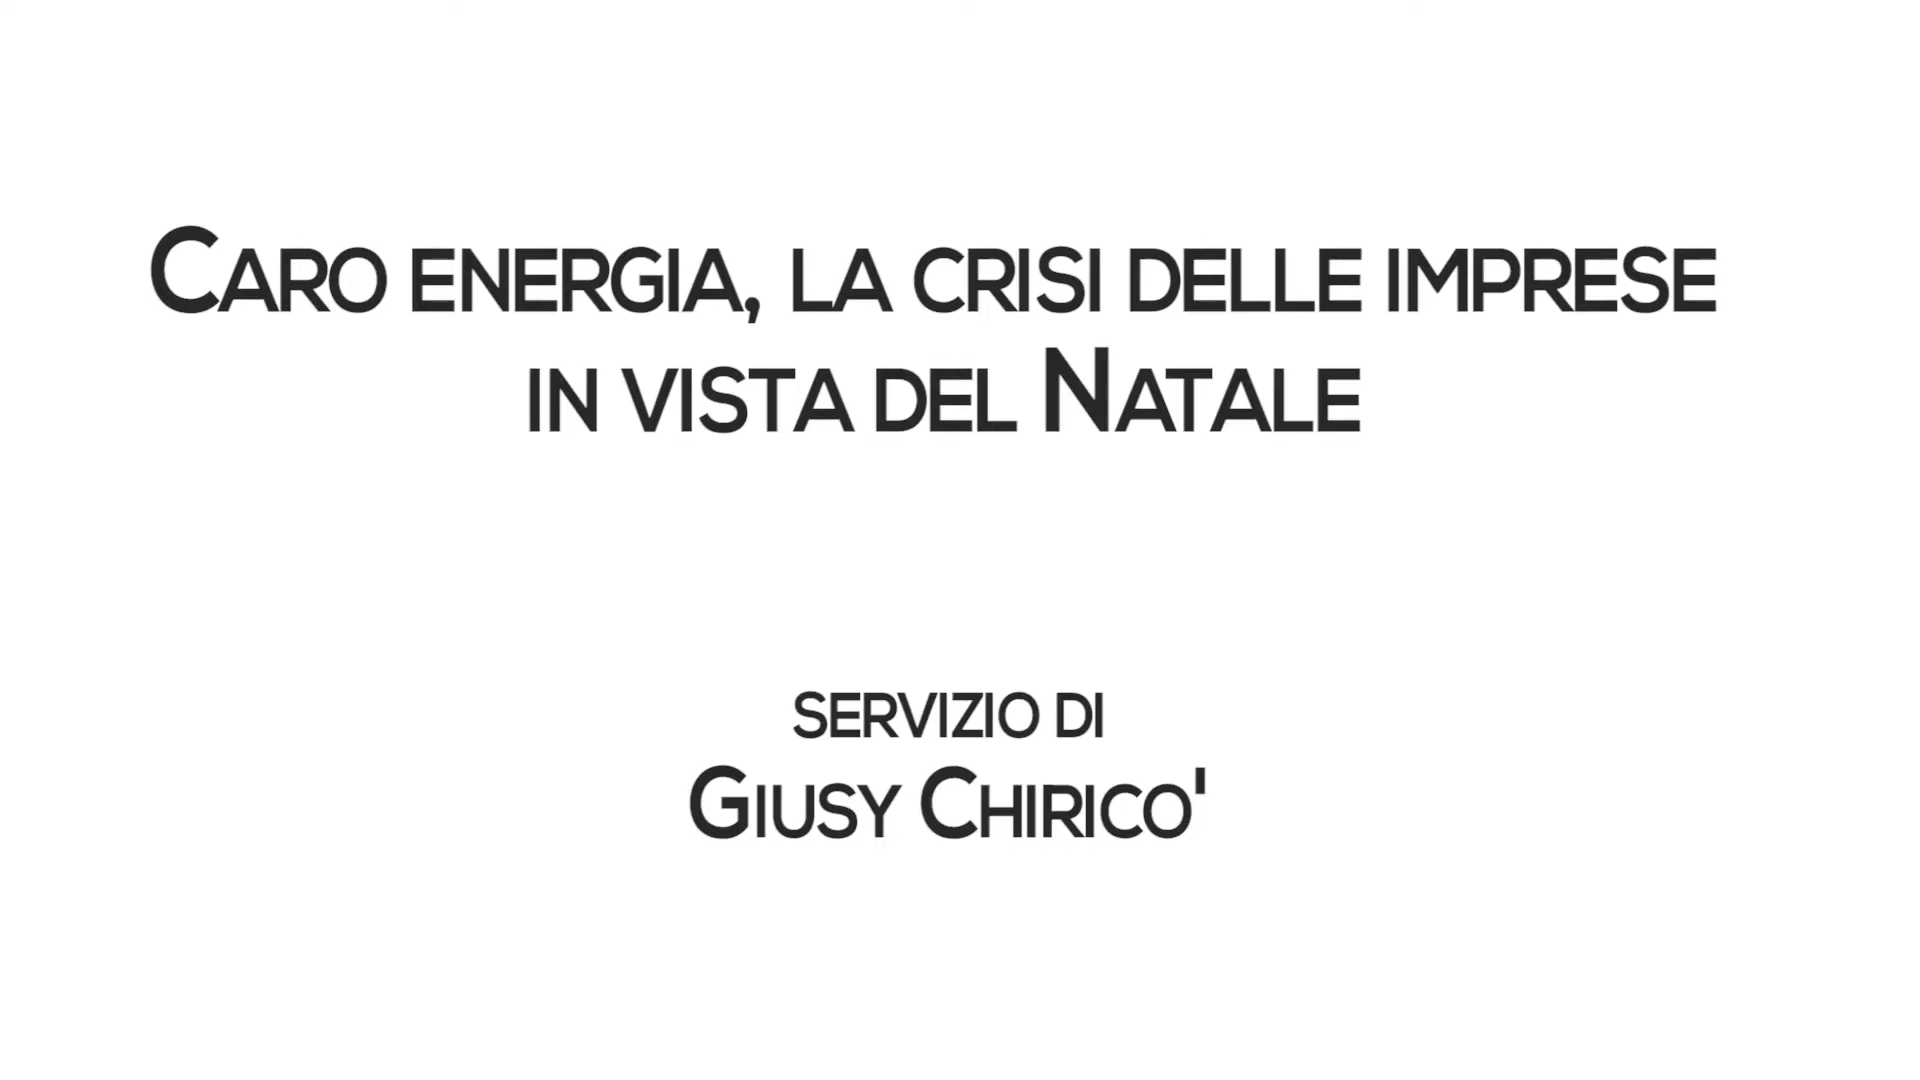 Caro energia, la crisi delle imprese
in vista del Natale
servizio di
Giusy Chirico'